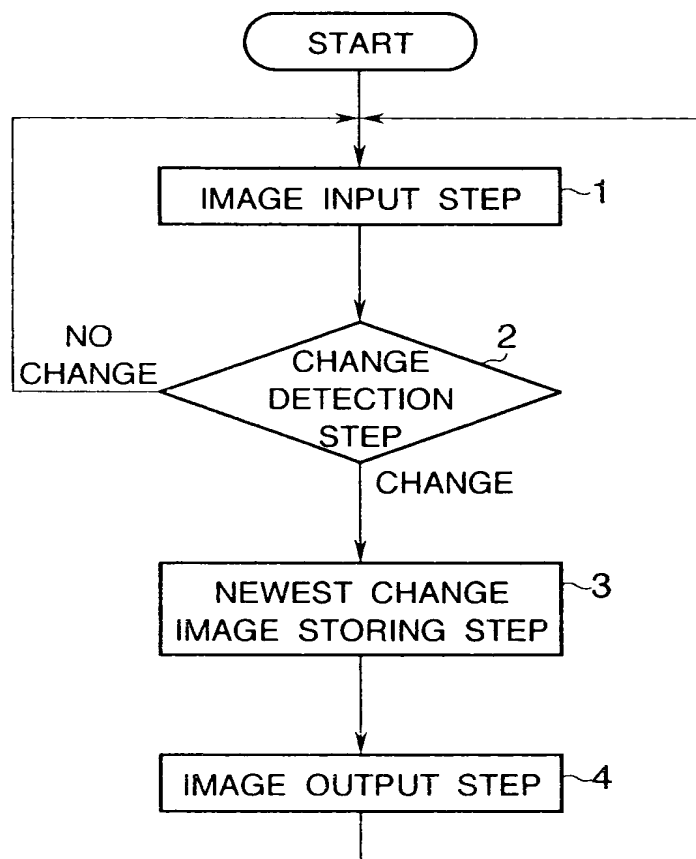 START
IMAGE INPUT STEP
1
2
NO
CHANGE
CHANGE
DETECTION
STEP
CHANGE
NEWEST CHANGE
IMAGE STORING STEP
3
IMAGE OUTPUT STEP
4